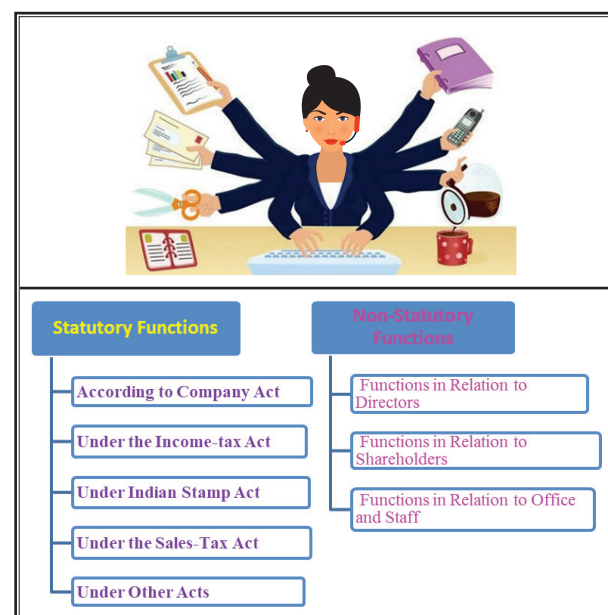 Statutory Functions
According to Company Act
Under the Income-tax Act
Under Indian Stamp Act
Under the Sales-Tax Act
Under Other Acts
Non-Statutory
Functions
Functions in Relation to
Directors
Functions in Relation to
Shareholders
Functions in Relation to Office
and Staff